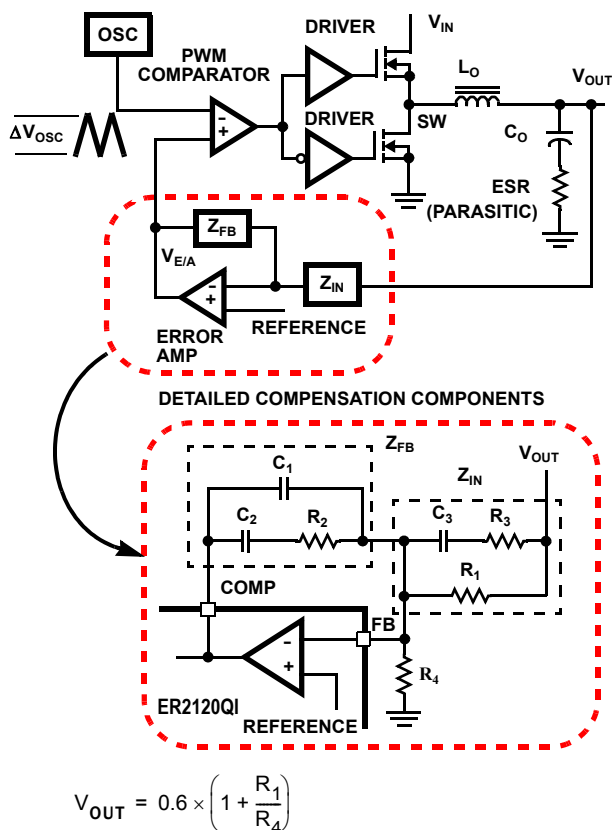 OSC
PWM
COMPARATOR
DRIVER
V_IN
L_O
V_OUT
ΔV_OSC
-
+
DRIVER
SW
C_O
ESR
(PARASITIC)
Z_FB
V_E/A
Z_IN
-
+
REFERENCE
ERROR
AMP
DETAILED COMPENSATION COMPONENTS
Z_FB
V_OUT
C_1
Z_IN
C_2
R_2
C_3
R_3
R_1
COMP
FB
-
+
R_4
ER2120QI
REFERENCE
V_OUT = 0.6 × (1 + R_1/R_4)